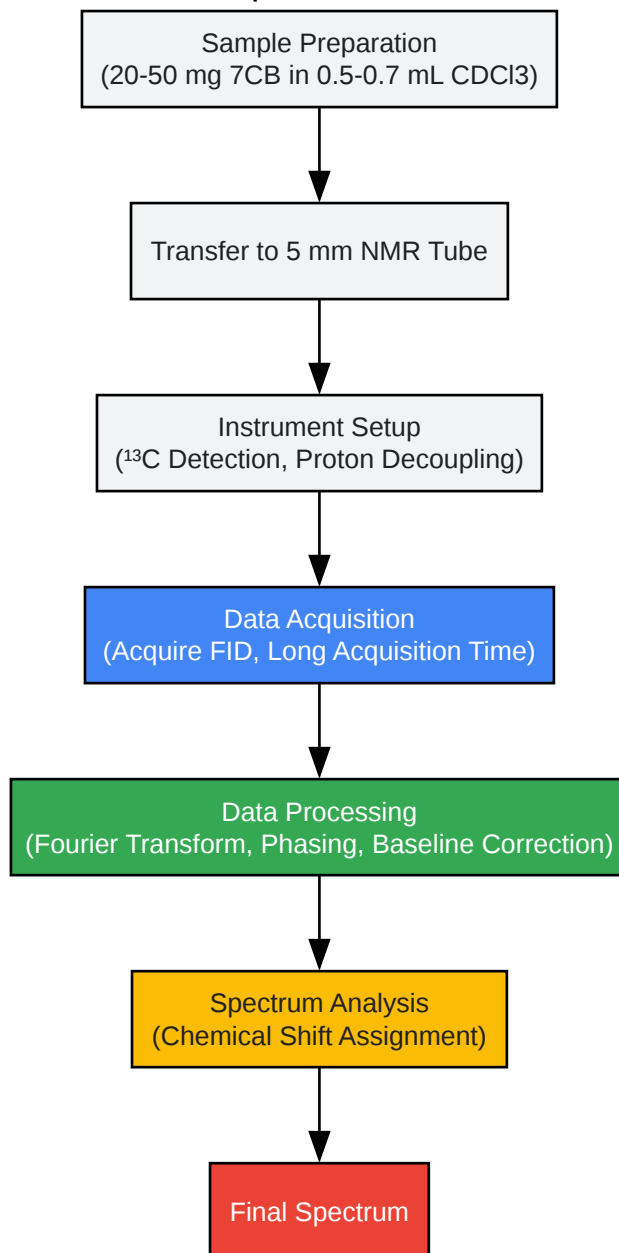 Sample Preparation
(20-50 mg 7CB in 0.5-0.7 mL CDCl3)
Transfer to 5 mm NMR Tube
Instrument Setup
(¹³C Detection, Proton Decoupling)
Data Acquisition
(Acquire FID, Long Acquisition Time)
Data Processing
(Fourier Transform, Phasing, Baseline Correction)
Spectrum Analysis
(Chemical Shift Assignment)
Final Spectrum